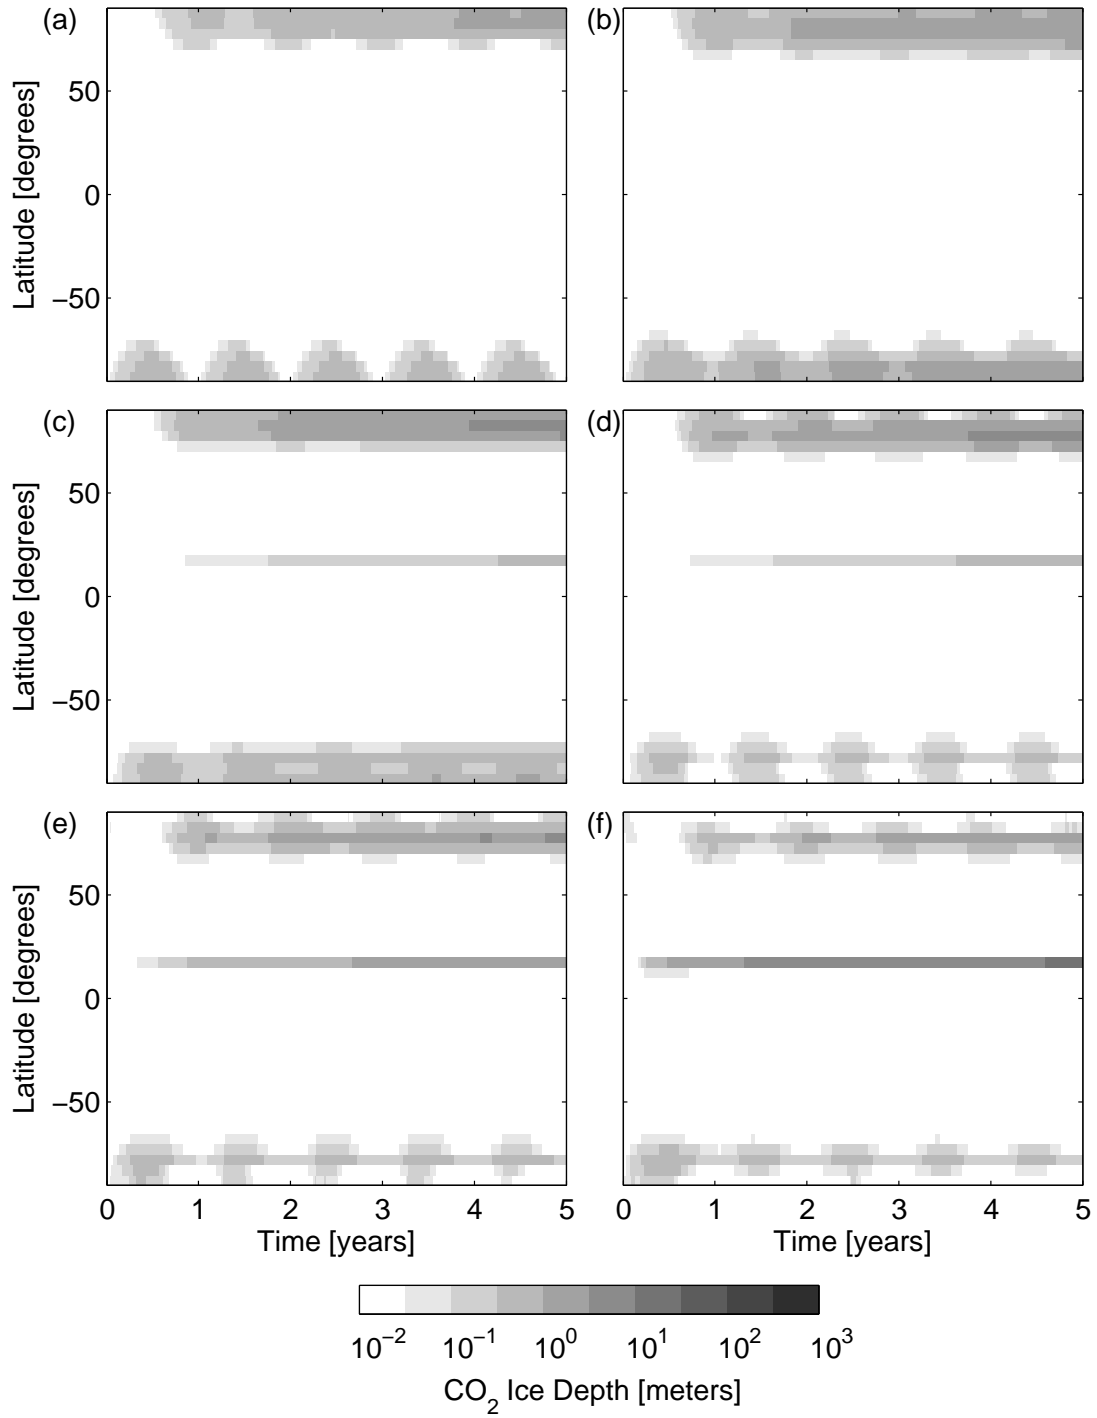 (a) (b)
Latitude [degrees]
50
0
−50
(c) (d)
Latitude [degrees]
50
0
−50
(e) (f)
Latitude [degrees]
50
0
−50
0 1 2 3 4 5 0 1 2 3 4 5
Time [years] Time [years]
10⁻² 10⁻¹ 10⁰ 10¹ 10² 10³
CO₂ Ice Depth [meters]